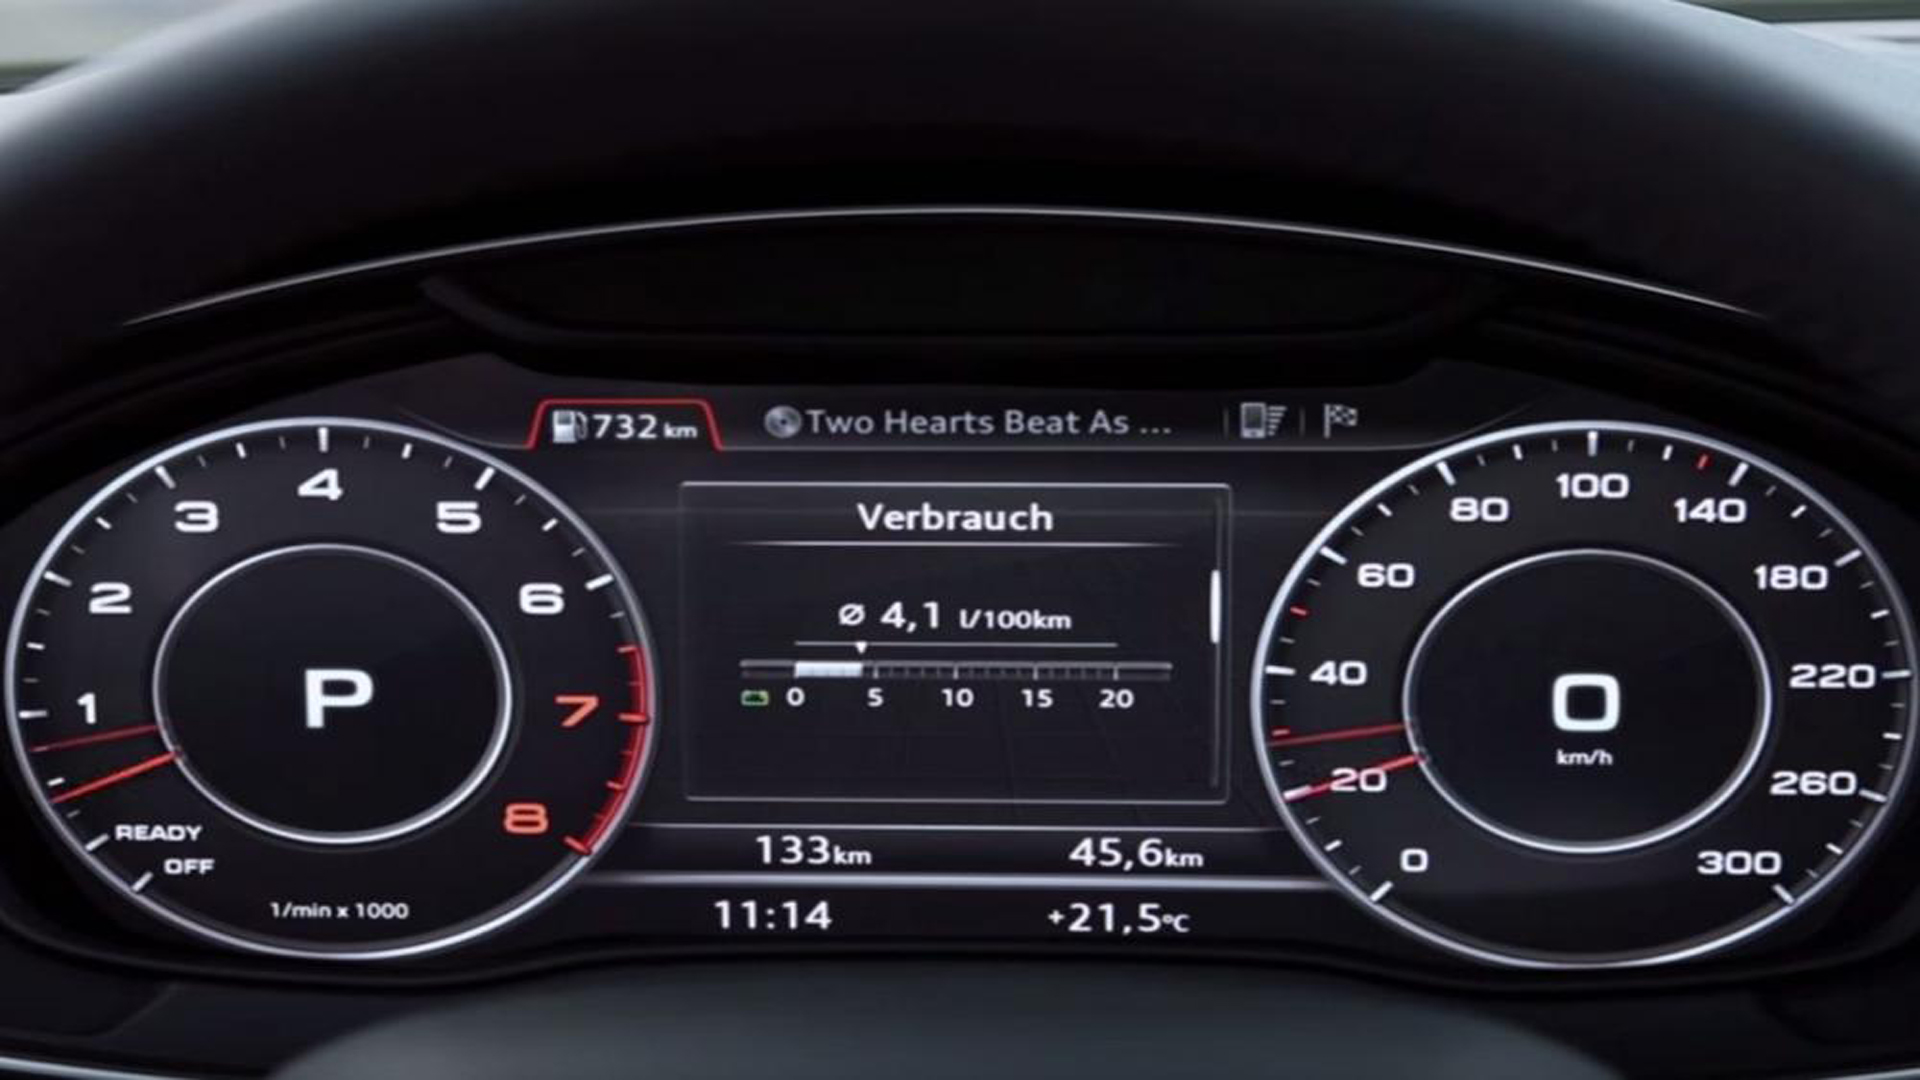 732 km
Two Hearts Beat As ...
Verbrauch
ø 4,1 l/100km
0 5 10 15 20
133km 45,6km
11:14 +21,5°C
1 2 3 4 5 6 7 8
P
READY
OFF
1/min x 1000
0 20 40 60 80 100 140 180 220 260 300
0
km/h